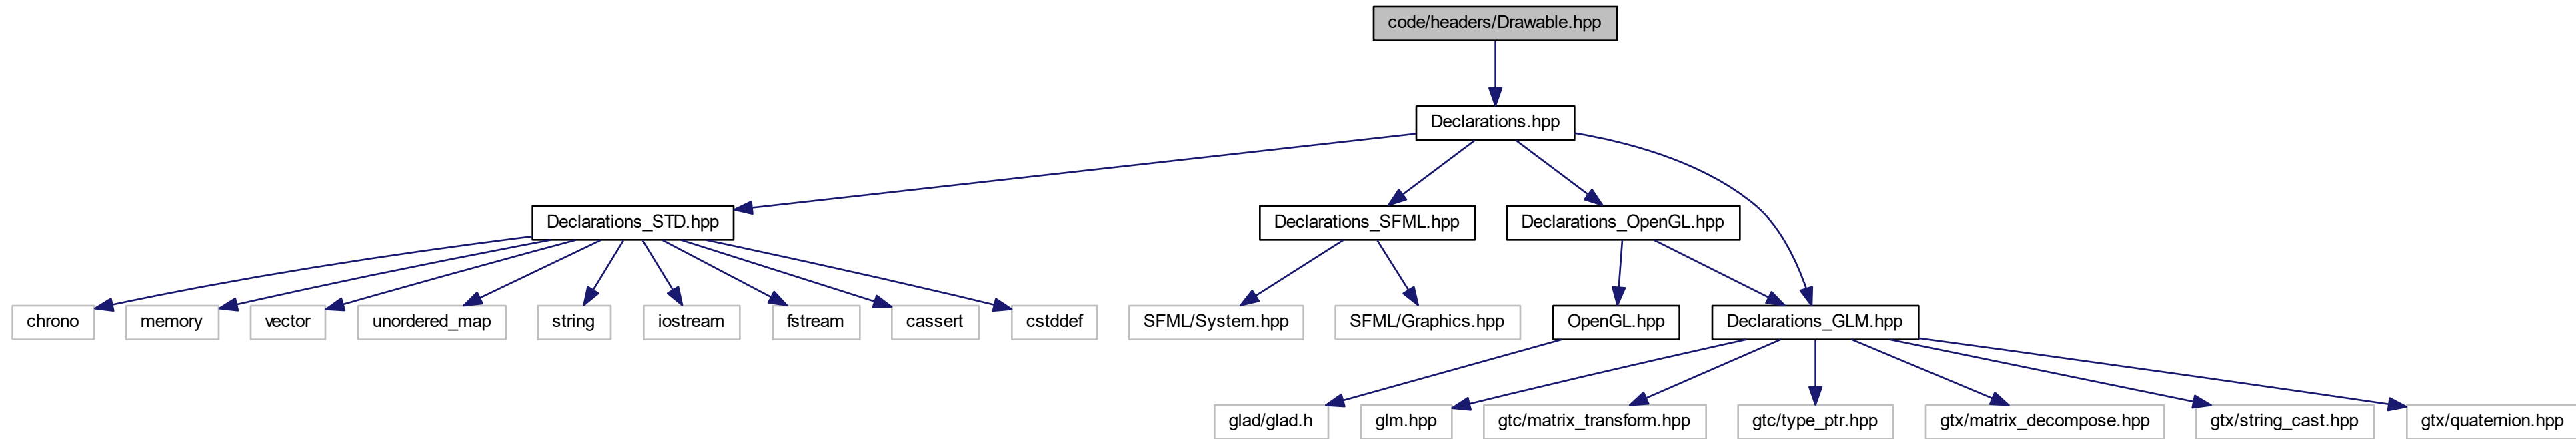 code/headers/Drawable.hpp
Declarations.hpp
Declarations_STD.hpp
Declarations_SFML.hpp
Declarations_OpenGL.hpp
chrono
memory
vector
unordered_map
string
iostream
fstream
cassert
cstddef
SFML/System.hpp
SFML/Graphics.hpp
OpenGL.hpp
Declarations_GLM.hpp
glad/glad.h
glm.hpp
gtc/matrix_transform.hpp
gtc/type_ptr.hpp
gtx/matrix_decompose.hpp
gtx/string_cast.hpp
gtx/quaternion.hpp